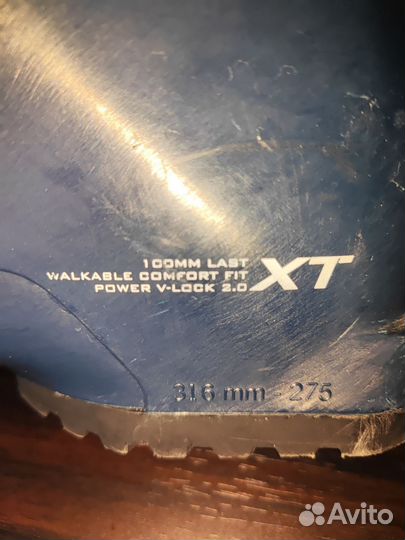 100MM LAST
WALKABLE COMFORT FIT
POWER V-LOCK 2.0
XT
316 mm - 275
Avito